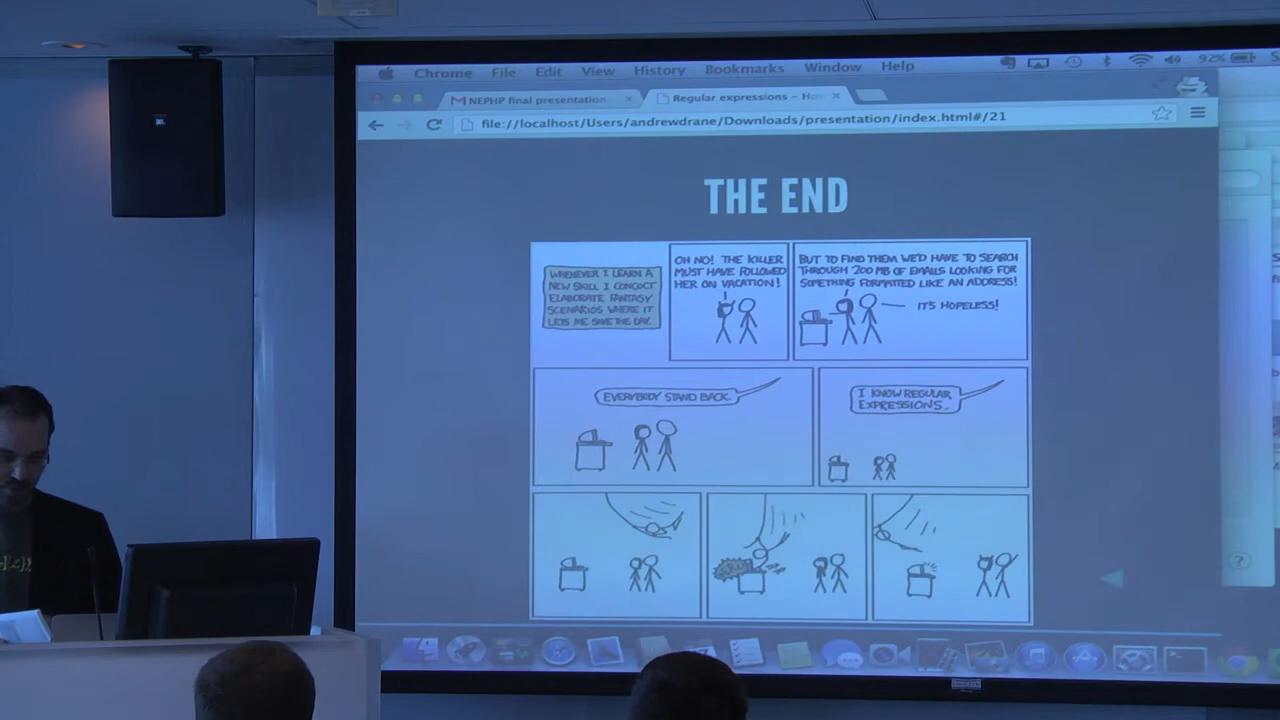 Chrome File Edit View History Bookmarks Window Help
92%
NEPHP final presentation
Regular expressions – Ho
file://localhost/Users/andrewdrane/Downloads/presentation/index.html#/21
THE END
WHENEVER I LEARN A
NEW SKILL I CONCOCT
ELABORATE FANTASY
SCENARIOS WHERE IT
LETS ME SAVE THE DAY.
OH NO! THE KILLER
MUST HAVE FOLLOWED
HER ON VACATION!
BUT TO FIND THEM WE'D HAVE TO SEARCH
THROUGH 200 MB OF EMAILS LOOKING FOR
SOMETHING FORMATTED LIKE AN ADDRESS!
IT'S HOPELESS!
EVERYBODY STAND BACK.
I KNOW REGULAR
EXPRESSIONS.
?